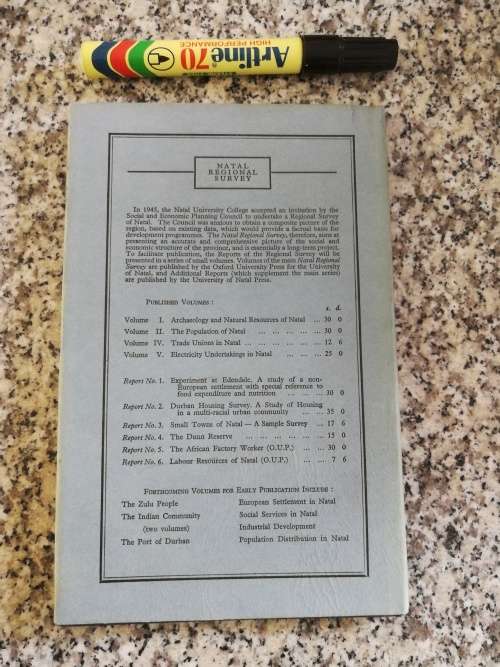 Artline 70
HIGH PERFORMANCE
NATAL
REGIONAL
SURVEY
In 1945, the Natal University College accepted an invitation by the
Social and Economic Planning Council to undertake a Regional Survey
of Natal. The Council was anxious to obtain a composite picture of the
region, based on existing data, which would provide a factual basis for
development programmes. The Natal Regional Survey, therefore, aims at
presenting an accurate and comprehensive picture of the social and economic
structure of the province, and is essentially a long-term project.
To facilitate publication, the Reports of the Regional Survey will be
presented in a series of small volumes. Volumes of the main Natal Regional
Survey are published by the Oxford University Press for the University
of Natal, and Additional Reports (which supplement the main series)
are published by the University of Natal Press.
PUBLISHED VOLUMES :
s. d.
Volume I. Archaeology and Natural Resources of Natal ... 30 0
Volume II. The Population of Natal ... ... ... ... 30 0
Volume IV. Trade Unions in Natal ... ... ... ... 12 6
Volume V. Electricity Undertakings in Natal ... ... 25 0
Report No. 1. Experiment at Edendale. A study of a non-
European settlement with special reference to
food expenditure and nutrition ... ... ... 30 0
Report No. 2. Durban Housing Survey. A Study of Housing
in a multi-racial urban community ... ... 35 0
Report No. 3. Small Towns of Natal — A Sample Survey ... 17 6
Report No. 4. The Dunn Reserve ... ... ... ... ... 15 0
Report No. 5. The African Factory Worker (O.U.P.) ... ... 30 0
Report No. 6. Labour Resources of Natal (O.U.P.) ... ... 7 6
FORTHCOMING VOLUMES FOR EARLY PUBLICATION INCLUDE :
The Zulu People European Settlement in Natal
The Indian Community Social Services in Natal
(two volumes) Industrial Development
The Port of Durban Population Distribution in Natal